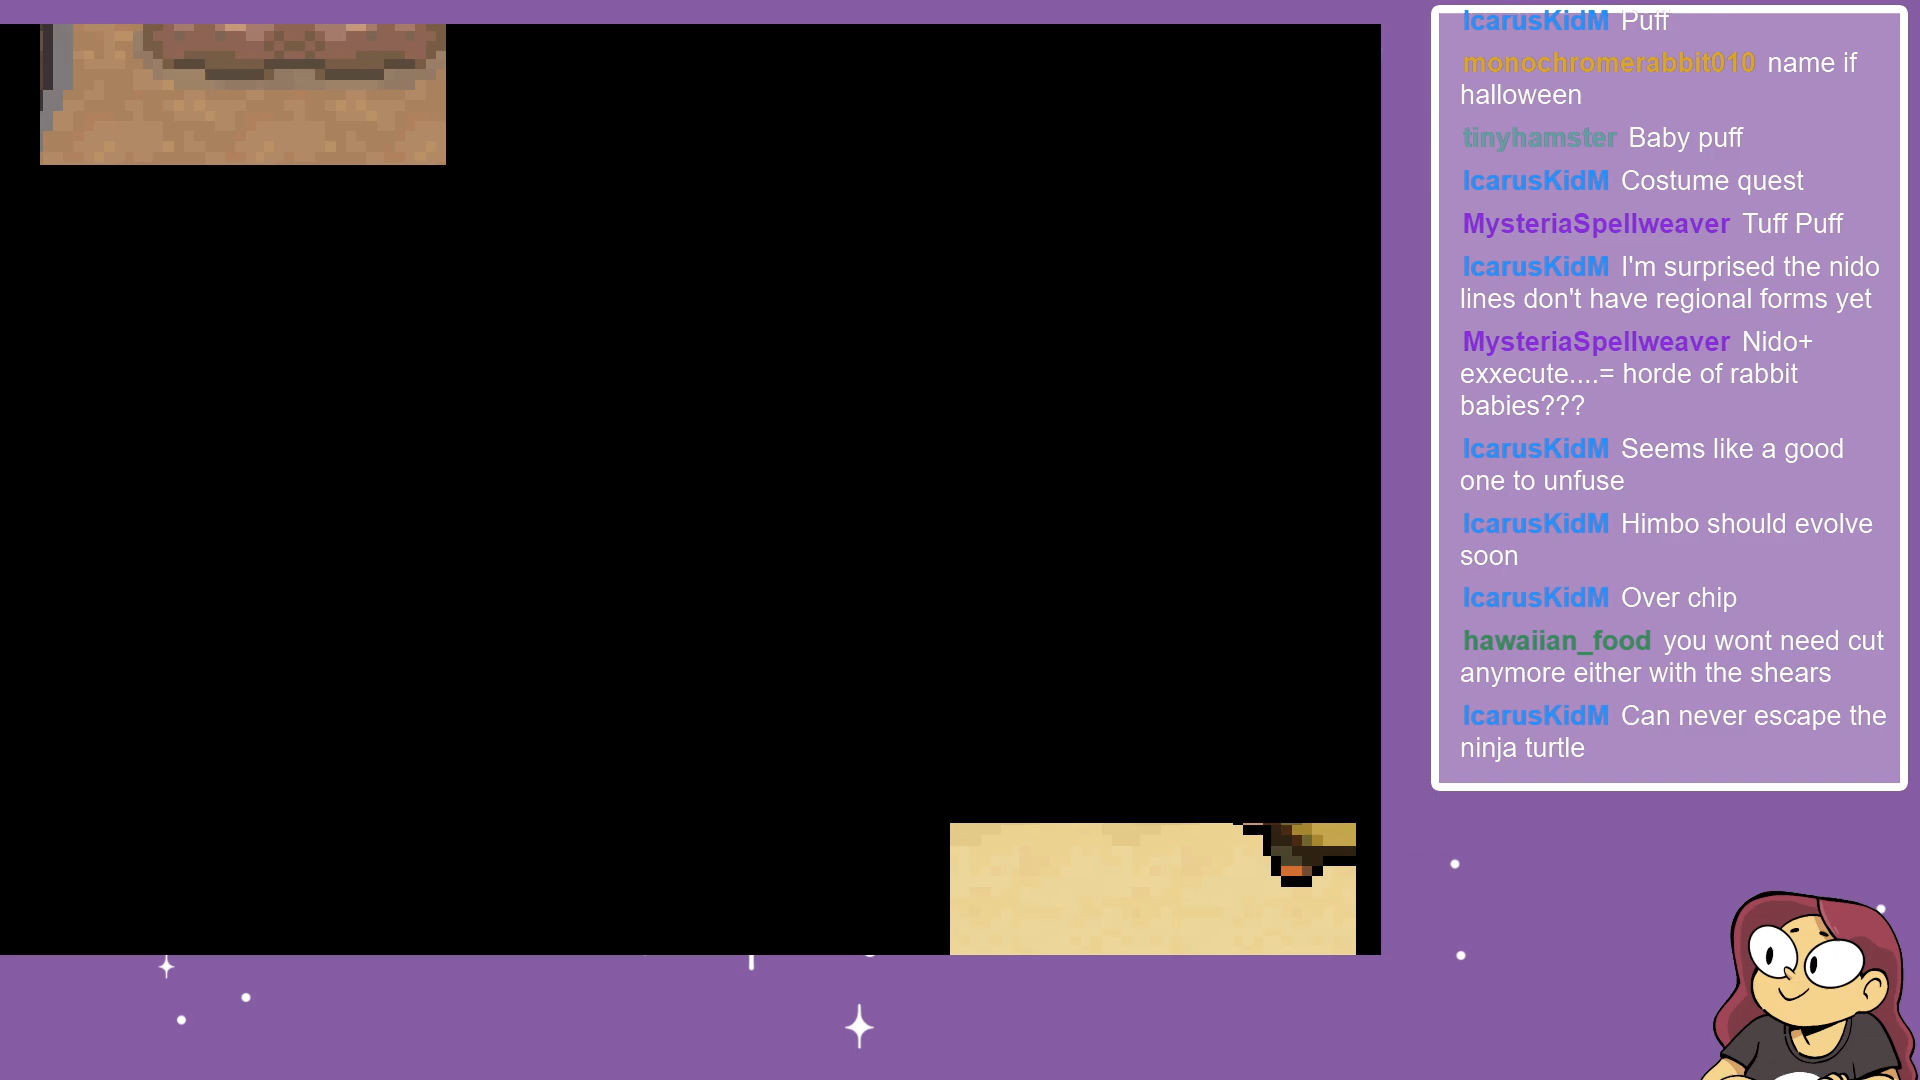 IcarusKidM Puff
monochromerabbit010 name if
halloween
tinyhamster Baby puff
IcarusKidM Costume quest
MysteriaSpellweaver Tuff Puff
IcarusKidM I'm surprised the nido
lines don't have regional forms yet
MysteriaSpellweaver Nido+
exxecute....= horde of rabbit
babies???
IcarusKidM Seems like a good
one to unfuse
IcarusKidM Himbo should evolve
soon
IcarusKidM Over chip
hawaiian_food you wont need cut
anymore either with the shears
IcarusKidM Can never escape the
ninja turtle